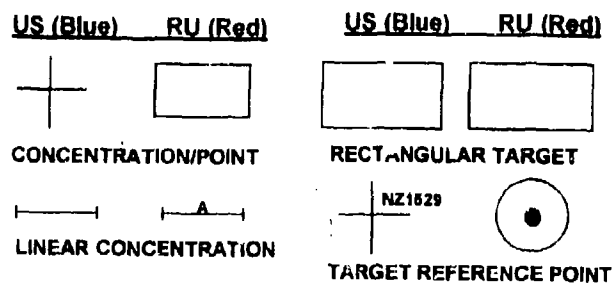 US (Blue) RU (Red)
CONCENTRATION/POINT
A
LINEAR CONCENTRATION
US (Blue) RU (Red)
RECTANGULAR TARGET
NZ1529
TARGET REFERENCE POINT